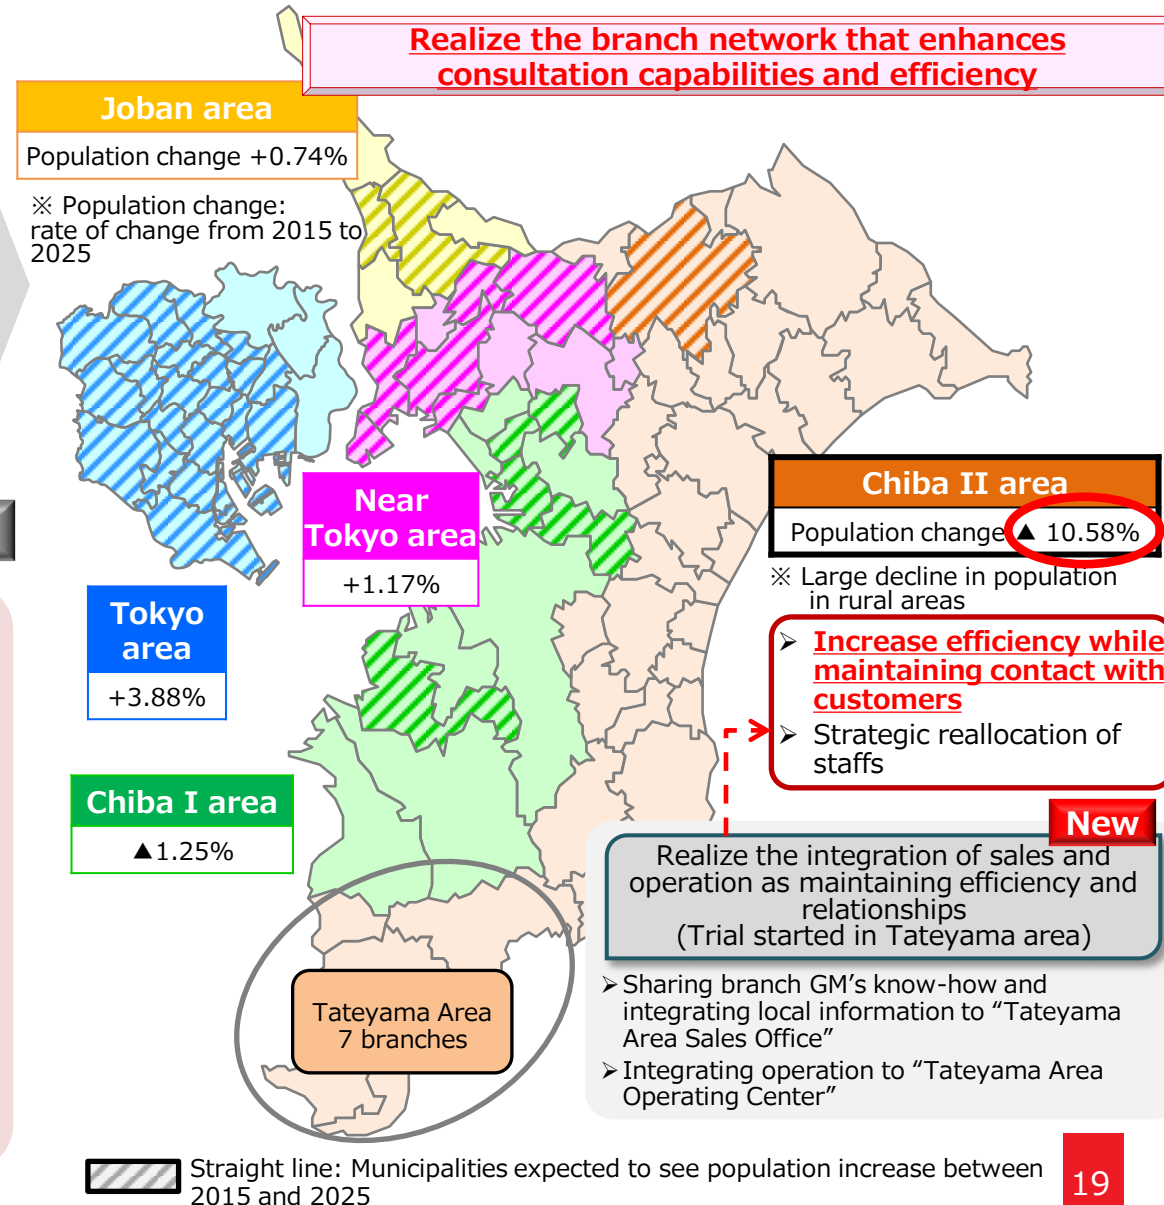 Realize the branch network that enhances
consultation capabilities and efficiency
Joban area
Population change +0.74%
※ Population change:
rate of change from 2015 to
2025
Near
Tokyo area
+1.17%
Chiba II area
Population change ▲ 10.58%
※ Large decline in population
in rural areas
Tokyo
area
+3.88%
➢ Increase efficiency while
maintaining contact with
customers
➢ Strategic reallocation of
staffs
Chiba I area
▲1.25%
New
Realize the integration of sales and
operation as maintaining efficiency and
relationships
(Trial started in Tateyama area)
➢ Sharing branch GM’s know-how and
integrating local information to “Tateyama
Area Sales Office”
➢ Integrating operation to “Tateyama Area
Operating Center”
Tateyama Area
7 branches
Straight line: Municipalities expected to see population increase between
2015 and 2025
19